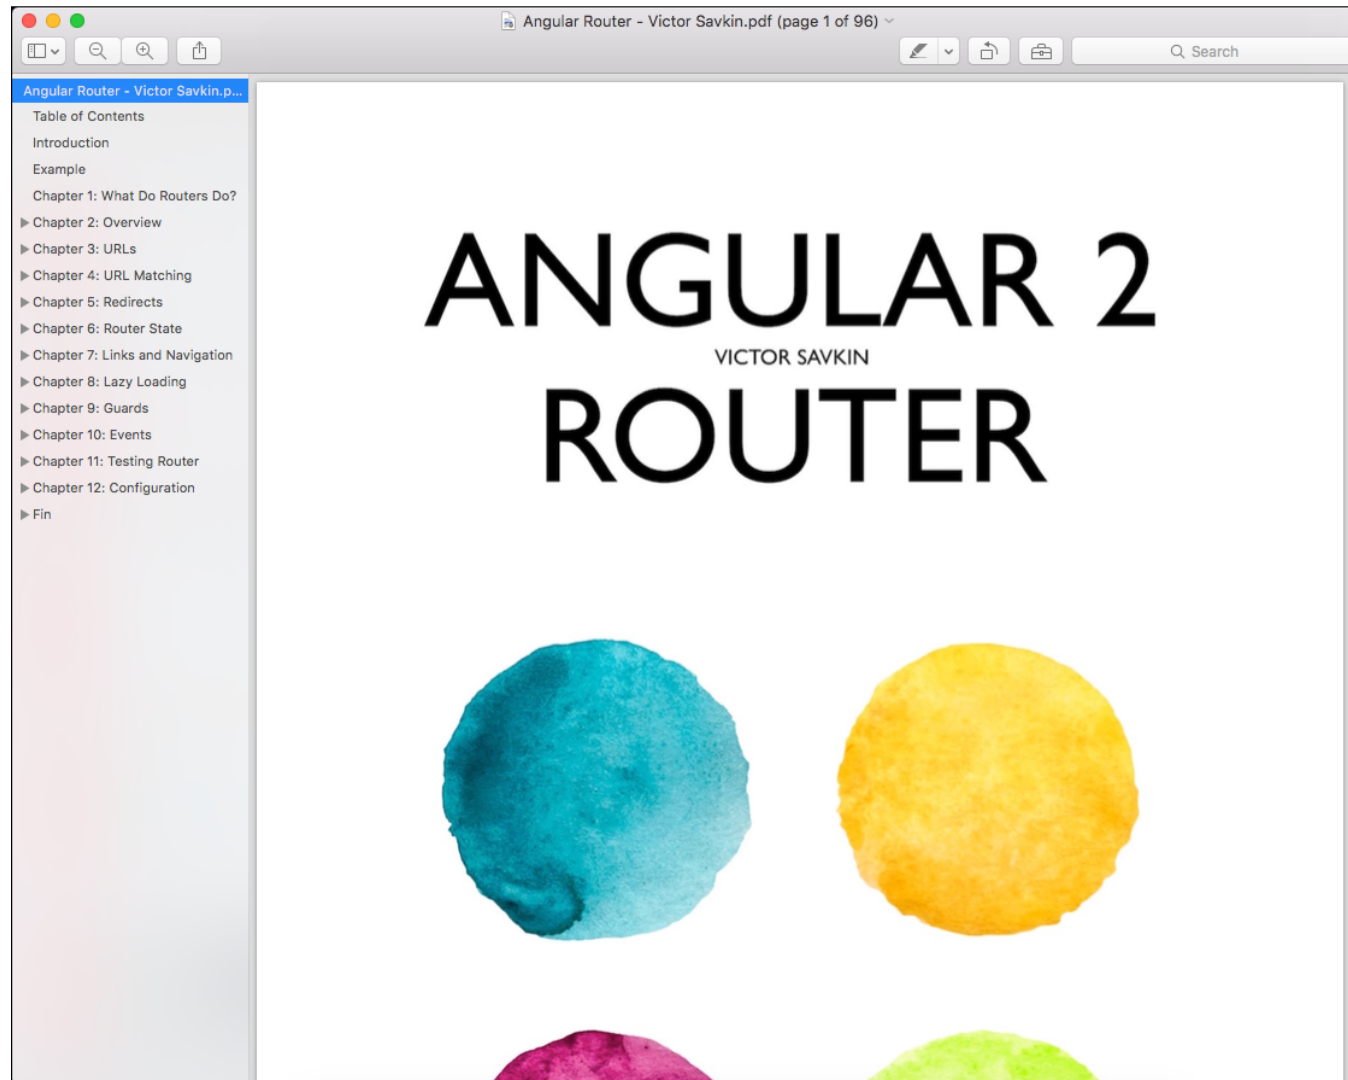 Angular Router - Victor Savkin.pdf (page 1 of 96)
Search
Angular Router - Victor Savkin.p...
Table of Contents
Introduction
Example
Chapter 1: What Do Routers Do?
Chapter 2: Overview
Chapter 3: URLs
Chapter 4: URL Matching
Chapter 5: Redirects
Chapter 6: Router State
Chapter 7: Links and Navigation
Chapter 8: Lazy Loading
Chapter 9: Guards
Chapter 10: Events
Chapter 11: Testing Router
Chapter 12: Configuration
Fin
ANGULAR 2
VICTOR SAVKIN
ROUTER